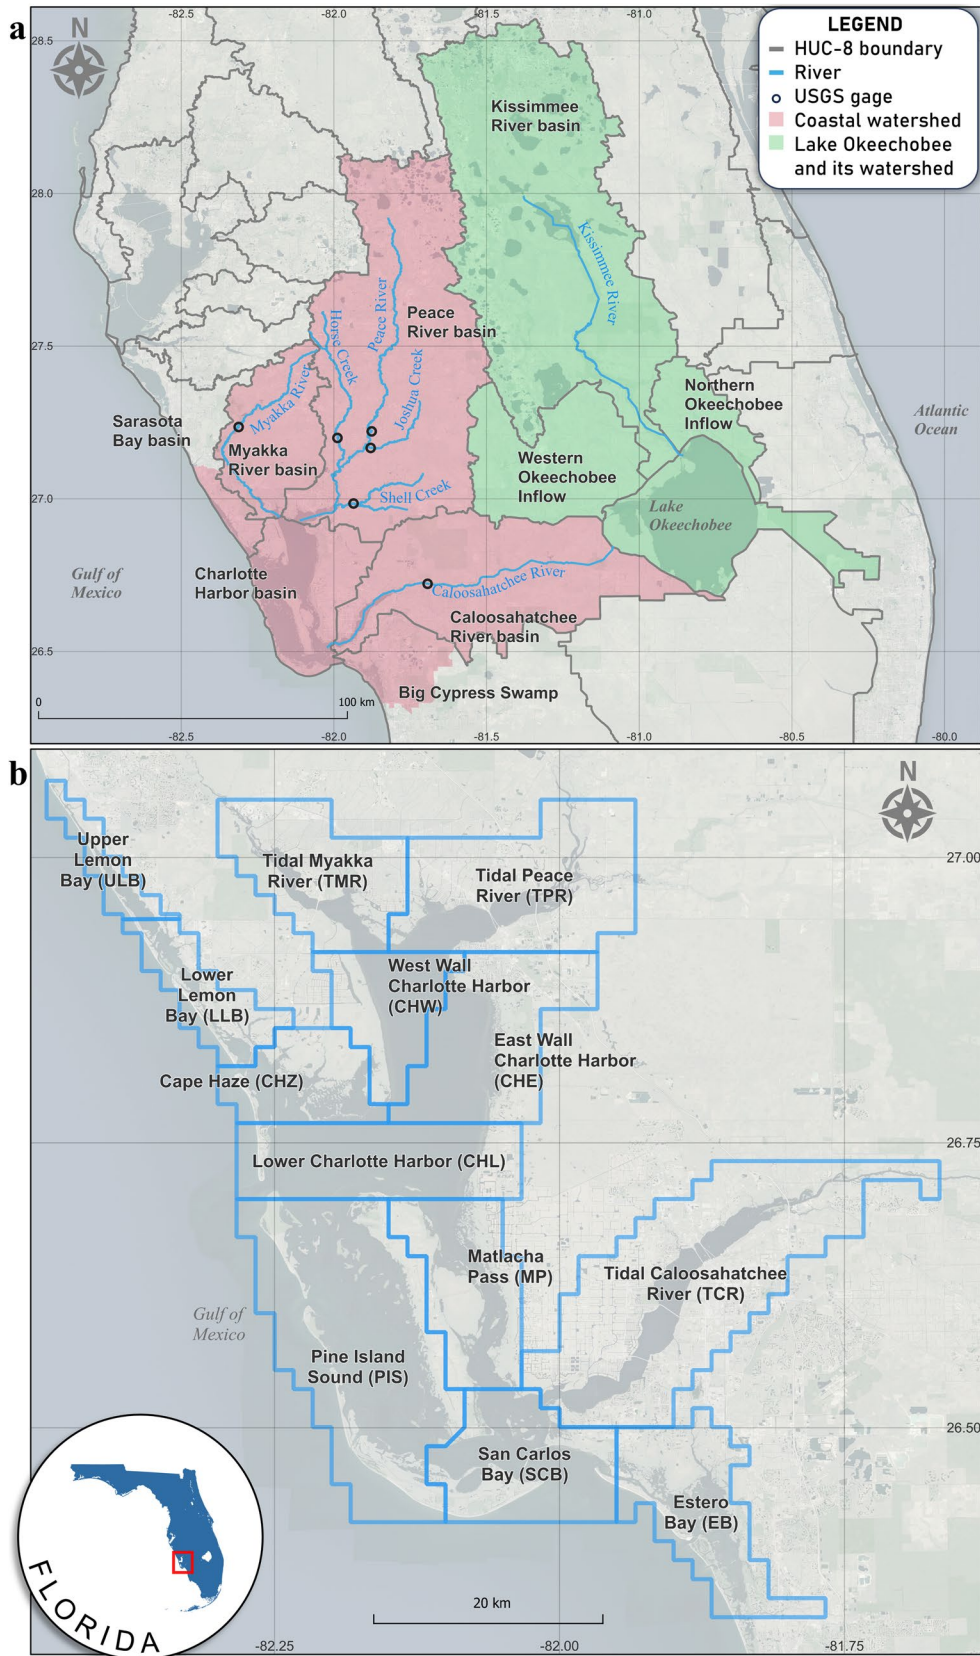 a
-82.5
-82.0
-81.5
-81.0
N
28.5
28.0
27.5
27.0
26.5
LEGEND
HUC-8 boundary
River
USGS gage
Coastal watershed
Lake Okeechobee
and its watershed
Kissimmee
River basin
Kissimmee River
Peace River
Peace
River basin
Horse Creek
Joshua Creek
Myakka River
Northern
Okeechobee
Inflow
Atlantic
Ocean
Sarasota
Bay basin
Myakka
River basin
Western
Okeechobee
Inflow
Shell Creek
Lake
Okeechobee
Gulf of
Mexico
Charlotte
Harbor basin
Caloosahatchee River
Caloosahatchee
River basin
Big Cypress Swamp
0
100 km
-82.5
-82.0
-81.5
-81.0
-80.5
-80.0
b
N
Upper
Lemon
Bay (ULB)
Tidal Myakka
River (TMR)
Tidal Peace
River (TPR)
27.00
Lower
Lemon
Bay (LLB)
West Wall
Charlotte Harbor
(CHW)
East Wall
Charlotte Harbor
(CHE)
Cape Haze (CHZ)
26.75
Lower Charlotte Harbor (CHL)
Matlacha
Pass (MP)
Tidal Caloosahatchee
River (TCR)
Gulf of
Mexico
Pine Island
Sound (PIS)
26.50
San Carlos
Bay (SCB)
Estero
Bay (EB)
FLORIDA
20 km
-82.25
-82.00
-81.75